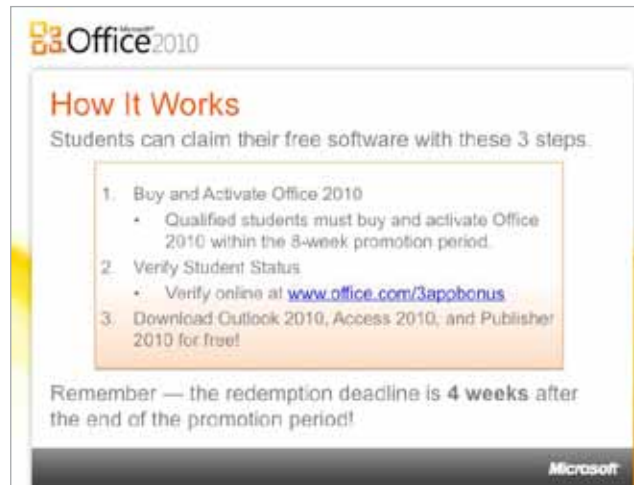 Microsoft
Office 2010
How It Works
Students can claim their free software with these 3 steps.
1. Buy and Activate Office 2010
• Qualified students must buy and activate Office
2010 within the 8-week promotion period.
2. Verify Student Status
• Verify online at www.office.com/3appbonus
3. Download Outlook 2010, Access 2010, and Publisher
2010 for free!
Remember — the redemption deadline is 4 weeks after
the end of the promotion period!
Microsoft